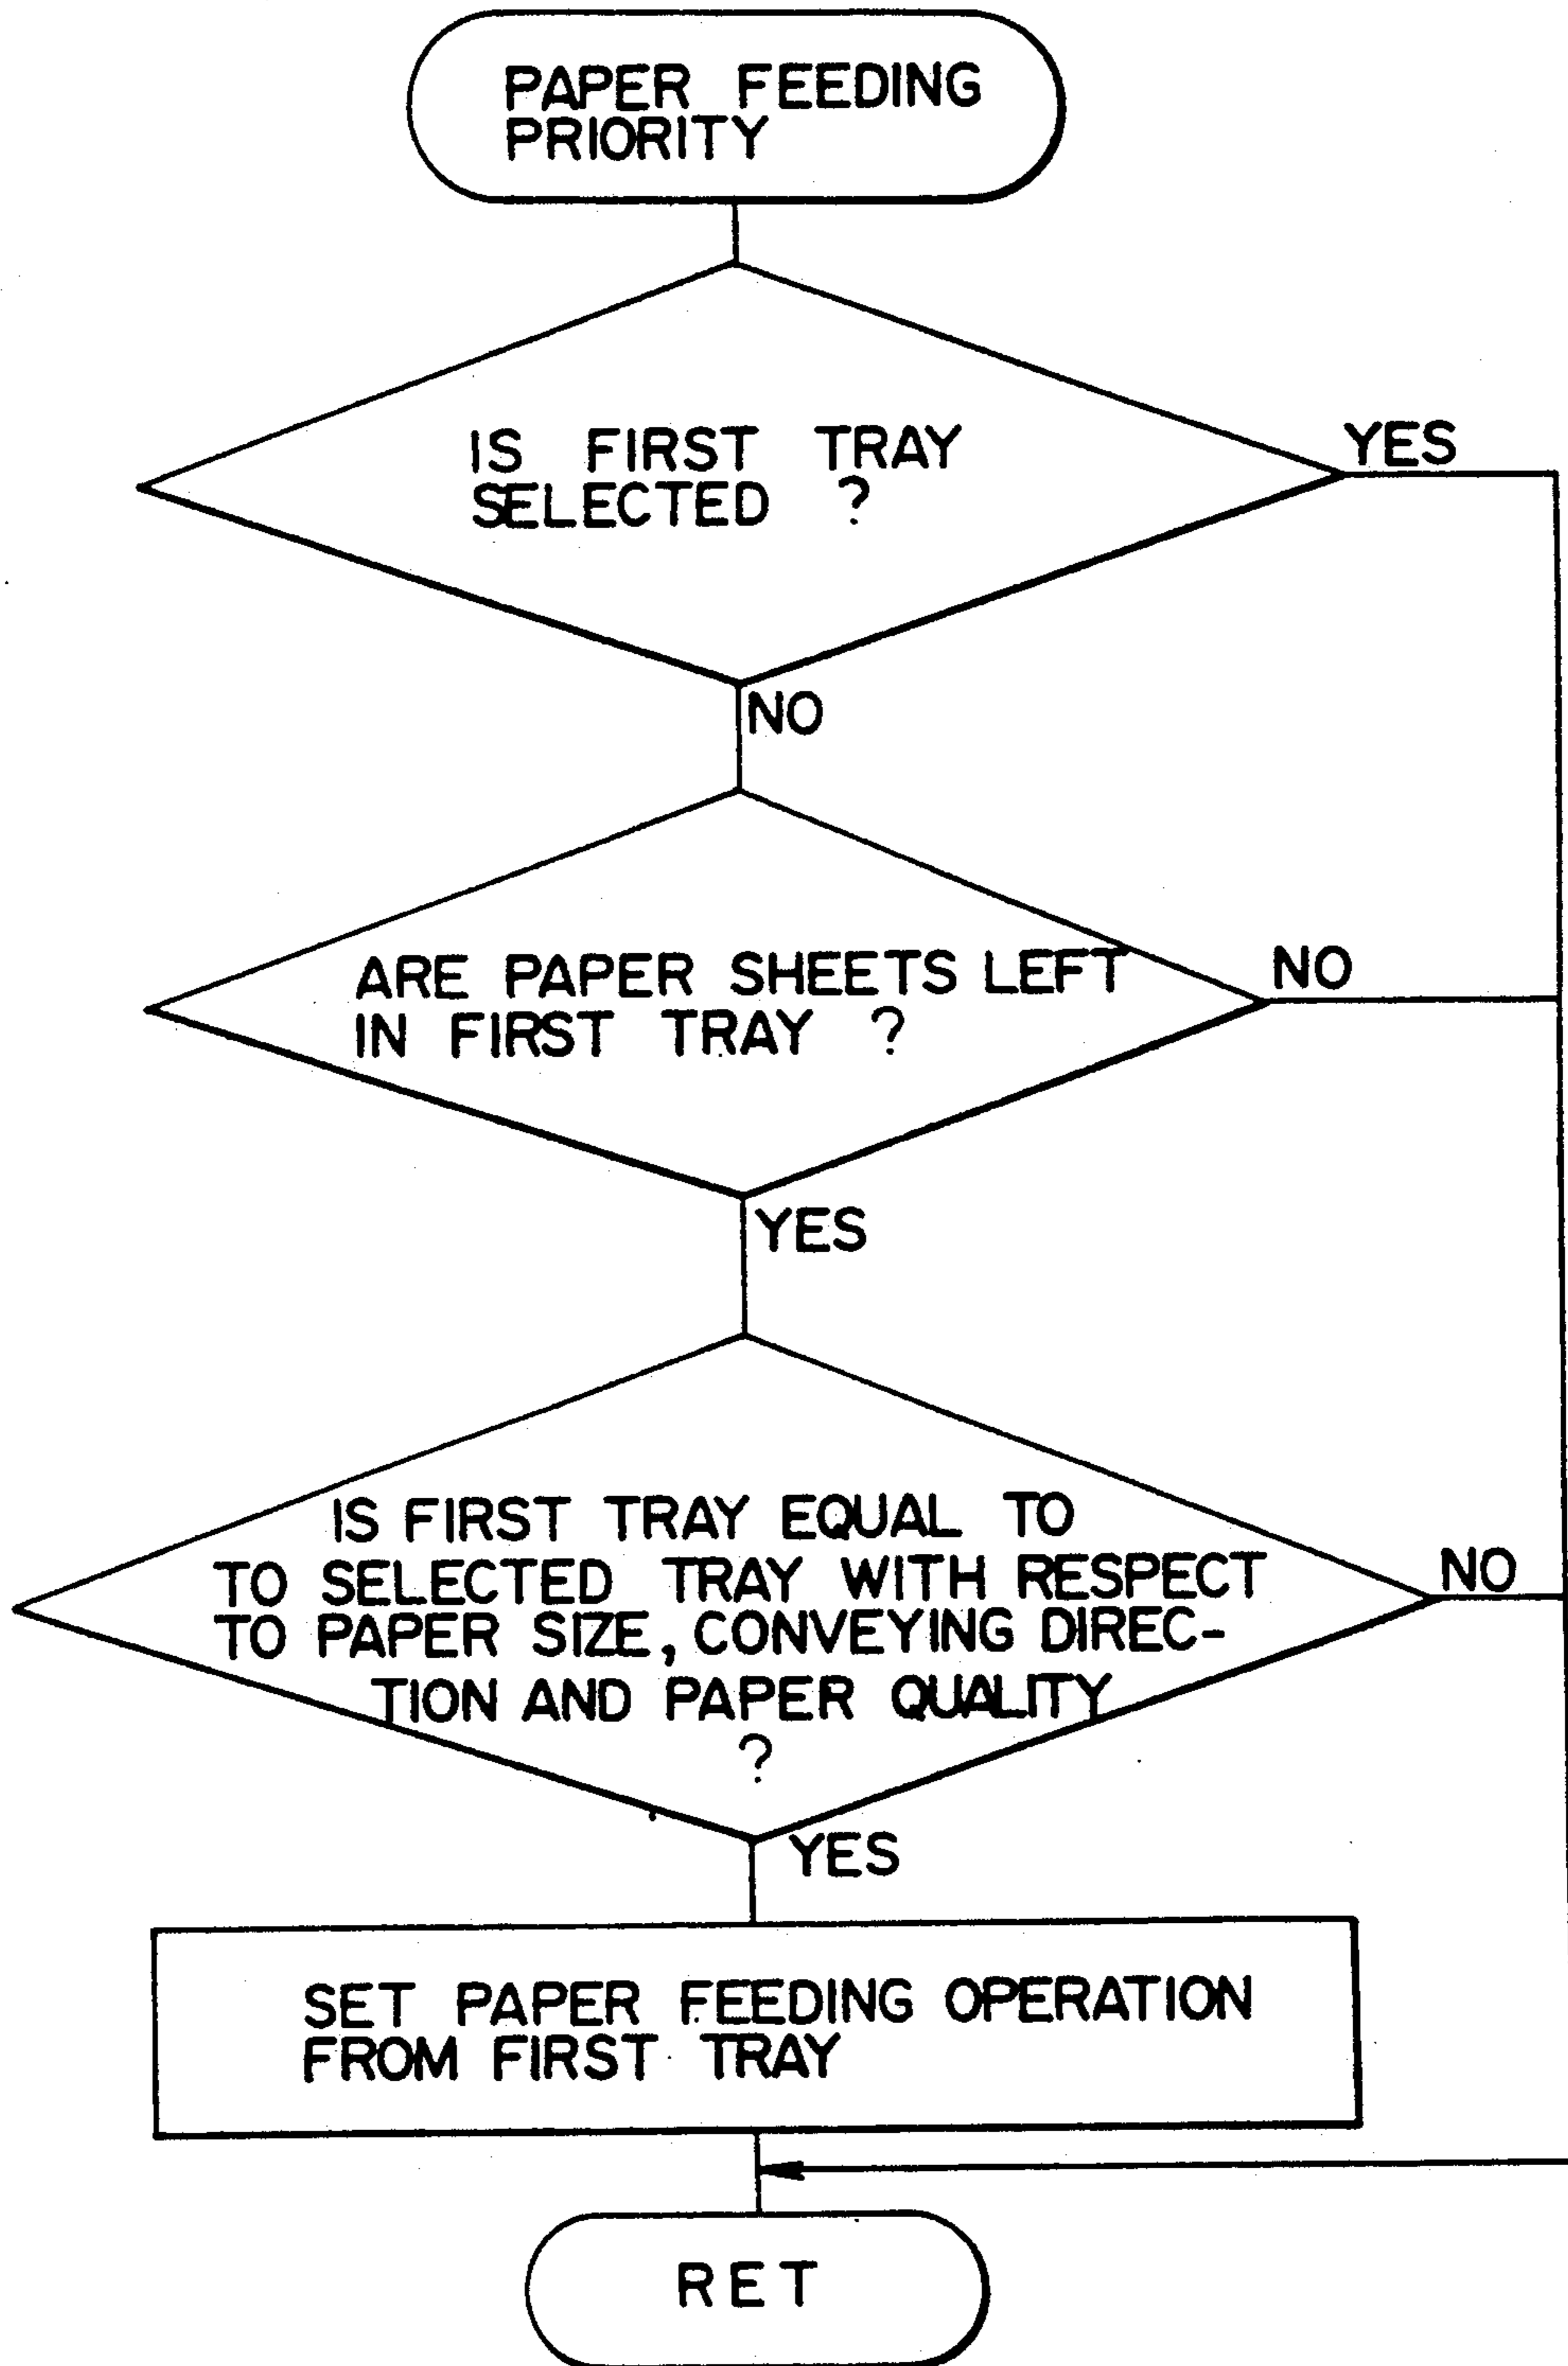 PAPER FEEDING
PRIORITY
IS FIRST TRAY
SELECTED ?
YES
NO
ARE PAPER SHEETS LEFT
IN FIRST TRAY ?
NO
YES
IS FIRST TRAY EQUAL TO
TO SELECTED TRAY WITH RESPECT
TO PAPER SIZE, CONVEYING DIREC-
TION AND PAPER QUALITY
?
NO
YES
SET PAPER FEEDING OPERATION
FROM FIRST TRAY
RET